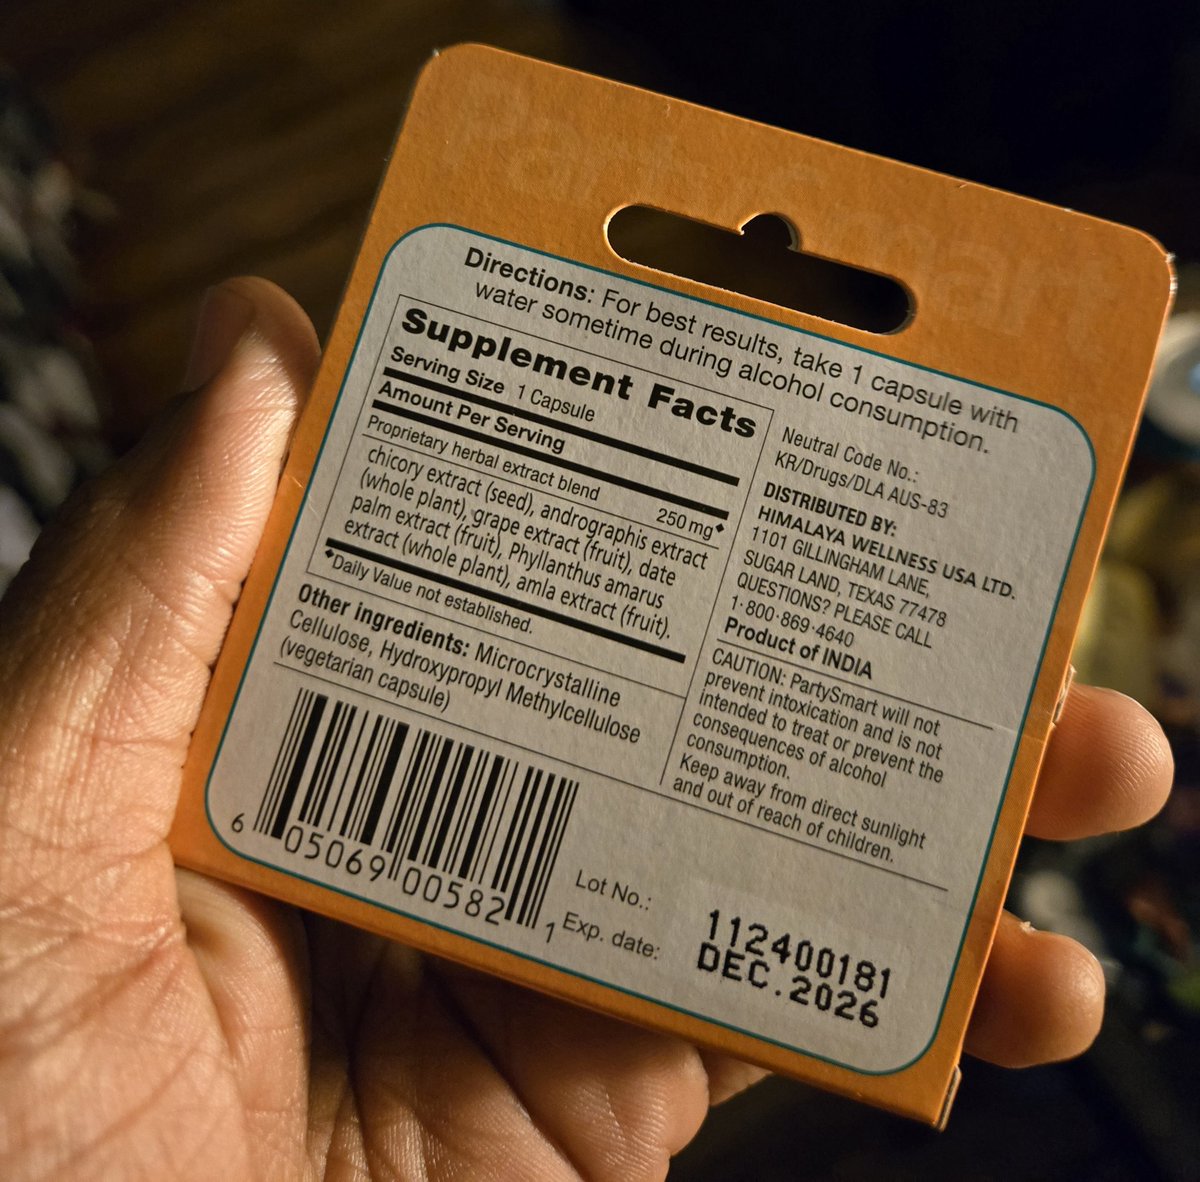 PartySmart
Directions: For best results, take 1 capsule with
water sometime during alcohol consumption.
Supplement Facts
Serving Size 1 Capsule
Amount Per Serving
Proprietary herbal extract blend 250 mg◆
chicory extract (seed), andrographis extract
(whole plant), grape extract (fruit), date
palm extract (fruit), Phyllanthus amarus
extract (whole plant), amla extract (fruit).
◆Daily Value not established.
Other ingredients: Microcrystalline
Cellulose, Hydroxypropyl Methylcellulose
(vegetarian capsule)
6 05069 00582 1
Neutral Code No.:
KR/Drugs/DLA AUS-83
DISTRIBUTED BY:
HIMALAYA WELLNESS USA LTD.
1101 GILLINGHAM LANE,
SUGAR LAND, TEXAS 77478
QUESTIONS? PLEASE CALL
1·800·869·4640
Product of INDIA
CAUTION: PartySmart will not
prevent intoxication and is not
intended to treat or prevent the
consequences of alcohol
consumption.
Keep away from direct sunlight
and out of reach of children.
Lot No.: 112400181
Exp. date: DEC.2026